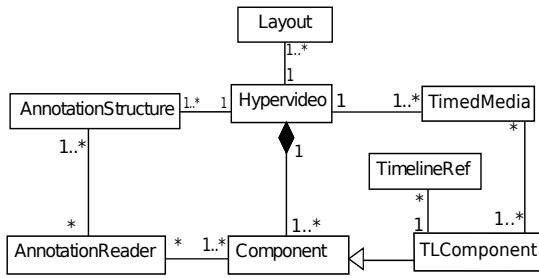 Layout
1..*
1
AnnotationStructure
1..*
1
Hypervideo
1
1..*
TimedMedia
1..*
1
*
TimelineRef
*
*
1..*
1
1..*
AnnotationReader
*
1..*
Component
TLComponent